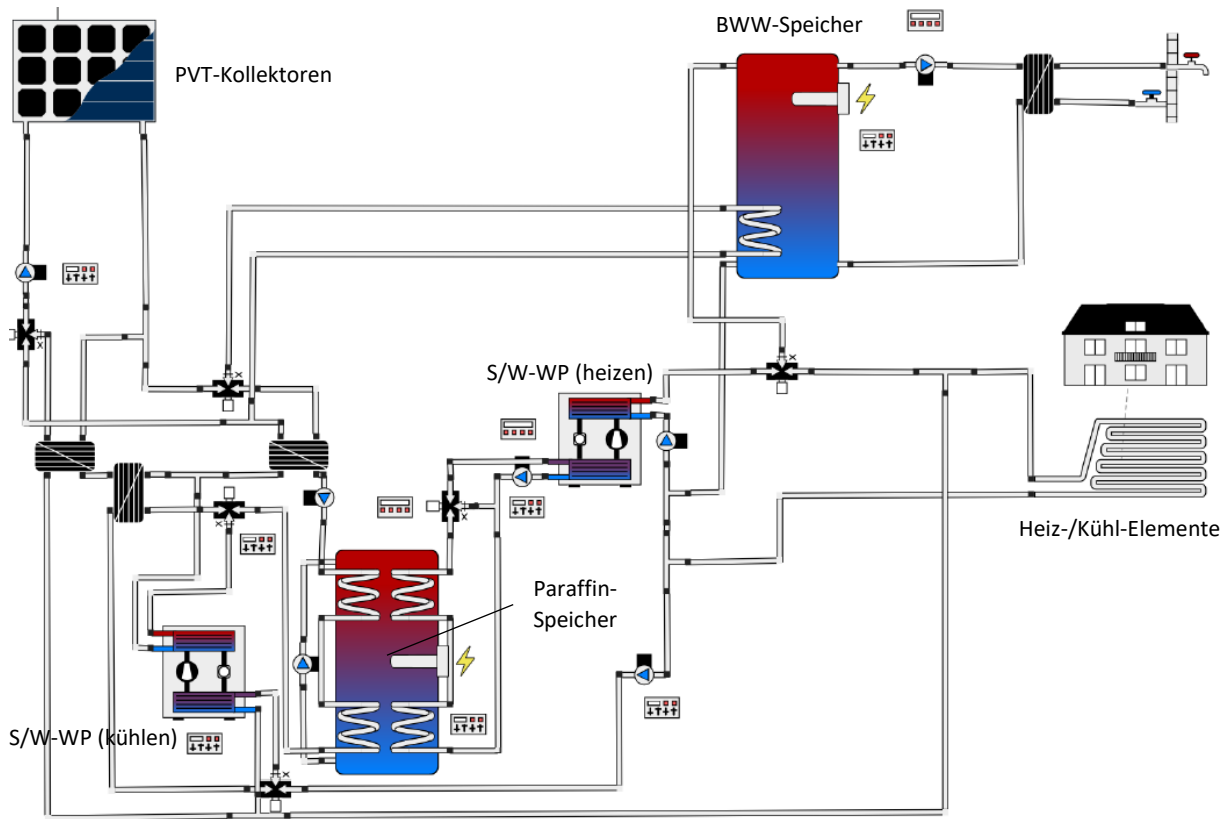 BWW-Speicher
PVT-Kollektoren
S/W-WP (heizen)
Heiz-/Kühl-Elemente
Paraffin-
Speicher
S/W-WP (kühlen)